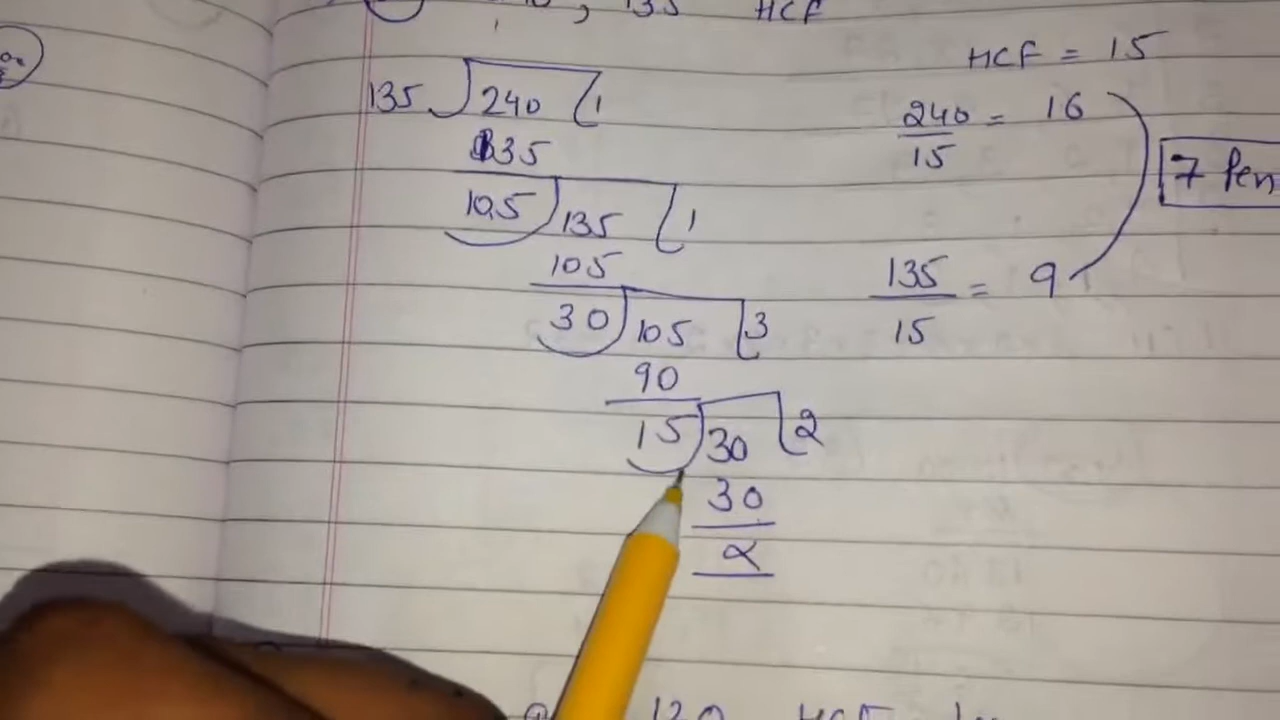 , 135 HCF
HCF = 15
135 ) 240 ( 1
135
105 ) 135 ( 1
105
30 ) 105 ( 3
90
15 ) 30 ( 2
30
240/15 = 16
135/15 = 9
7 Pen
120 HCF